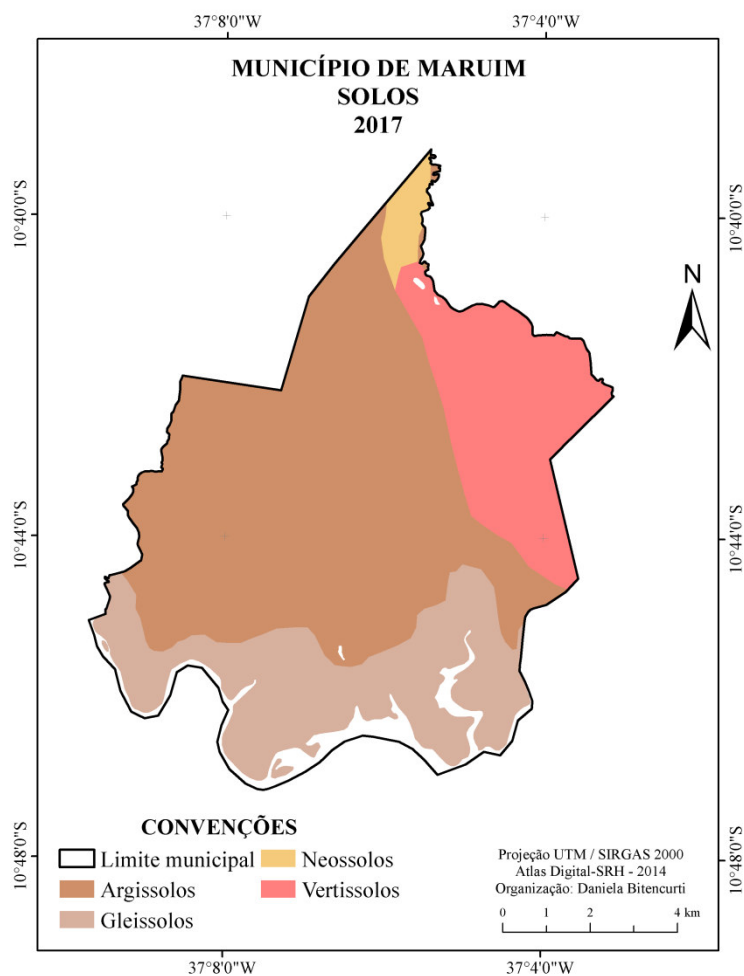 37°8'0"W
37°4'0"W
MUNICÍPIO DE MARUIM
SOLOS
2017
10°40'0"S
10°40'0"S
N
10°44'0"S
10°44'0"S
CONVENÇÕES
Limite municipal
Neossolos
Argissolos
Vertissolos
Gleissolos
Projeção UTM / SIRGAS 2000
Atlas Digital-SRH - 2014
Organização: Daniela Bitencurti
0 1 2 4 km
10°48'0"S
10°48'0"S
37°8'0"W
37°4'0"W